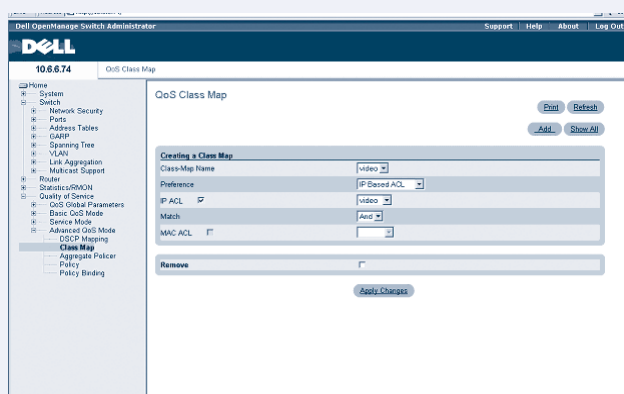 Dell OpenManage Switch Administrator
Support Help About Log Out
DELL
10.6.6.74
QoS Class Map
Home
System
Switch
Network Security
Ports
Address Tables
GARP
Spanning Tree
VLAN
Link Aggregation
Multicast Support
Router
Statistics/RMON
Quality of Service
QoS Global Parameters
Basic QoS Mode
Service Mode
Advanced QoS Mode
DSCP Mapping
Class Map
Aggregate Policer
Policy
Policy Binding
QoS Class Map
Print Refresh
Add Show All
Creating a Class Map
Class-Map Name video
Preference IP Based ACL
IP ACL video
Match And
MAC ACL
Remove
Apply Changes